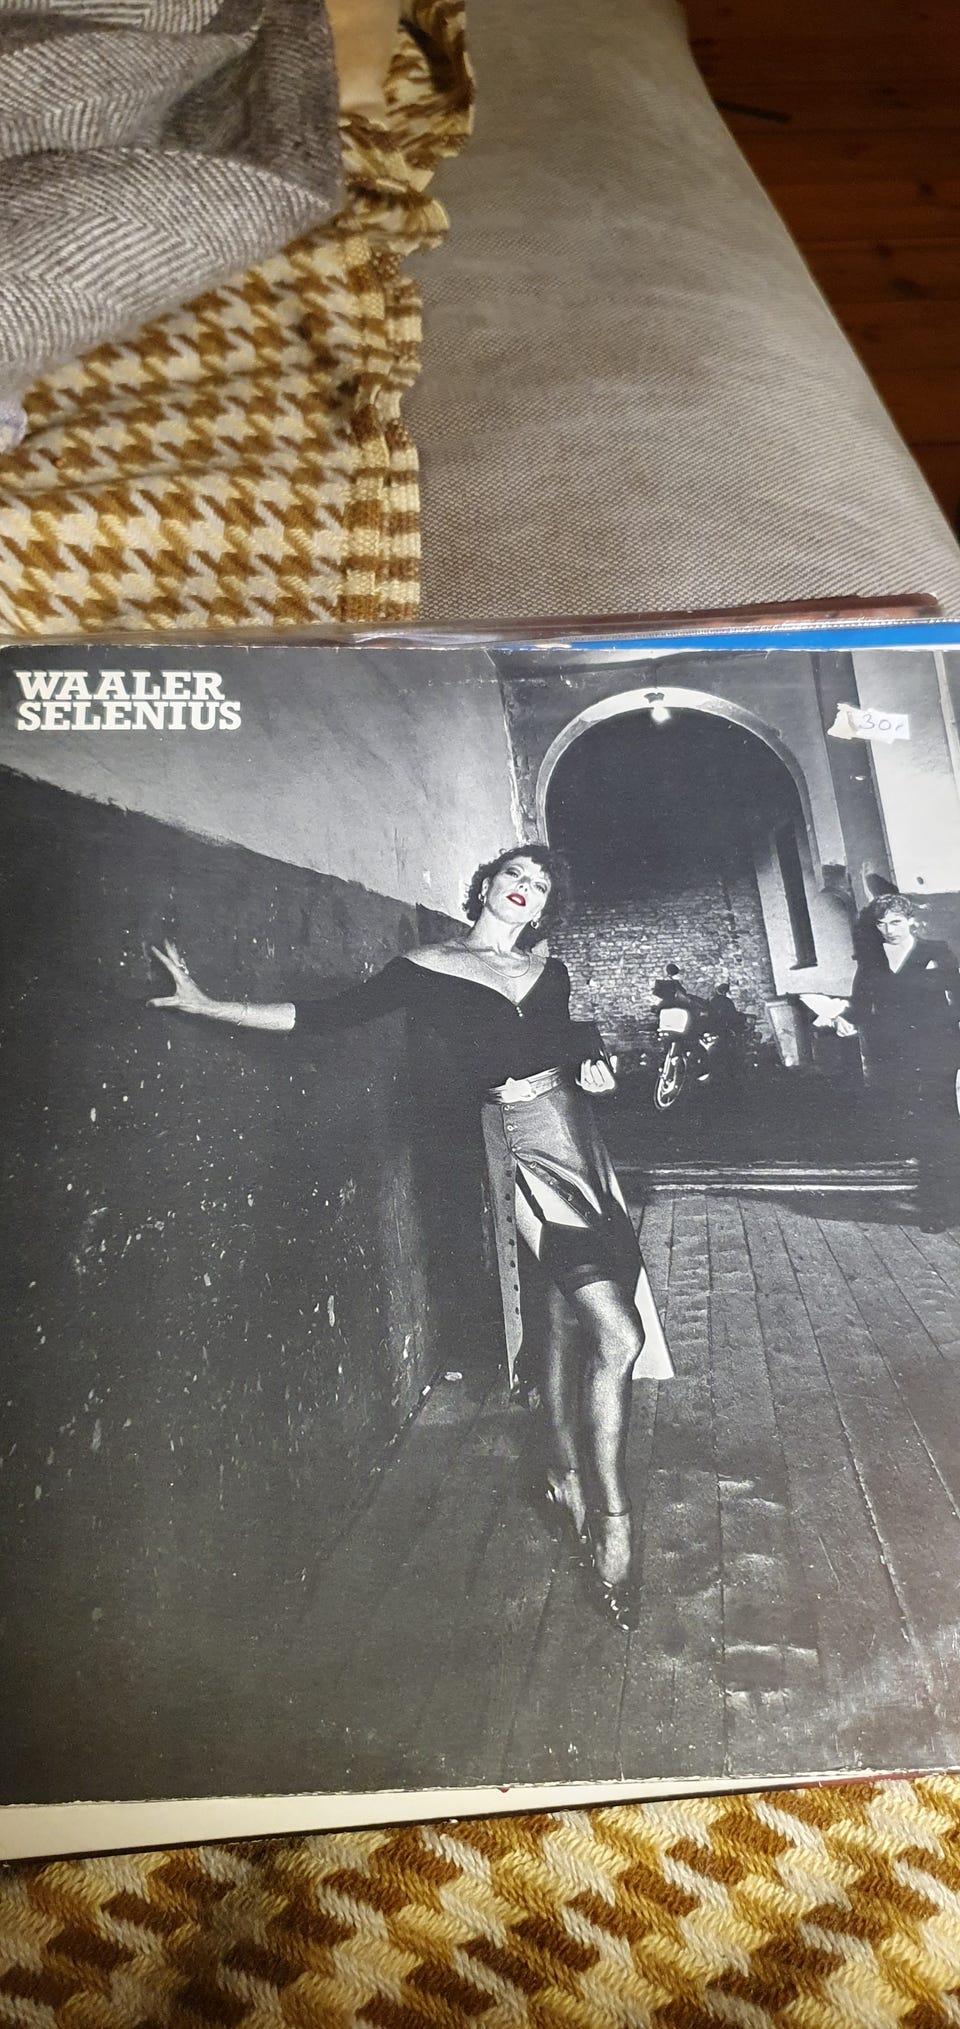 WAALER
SELENIUS
30,-